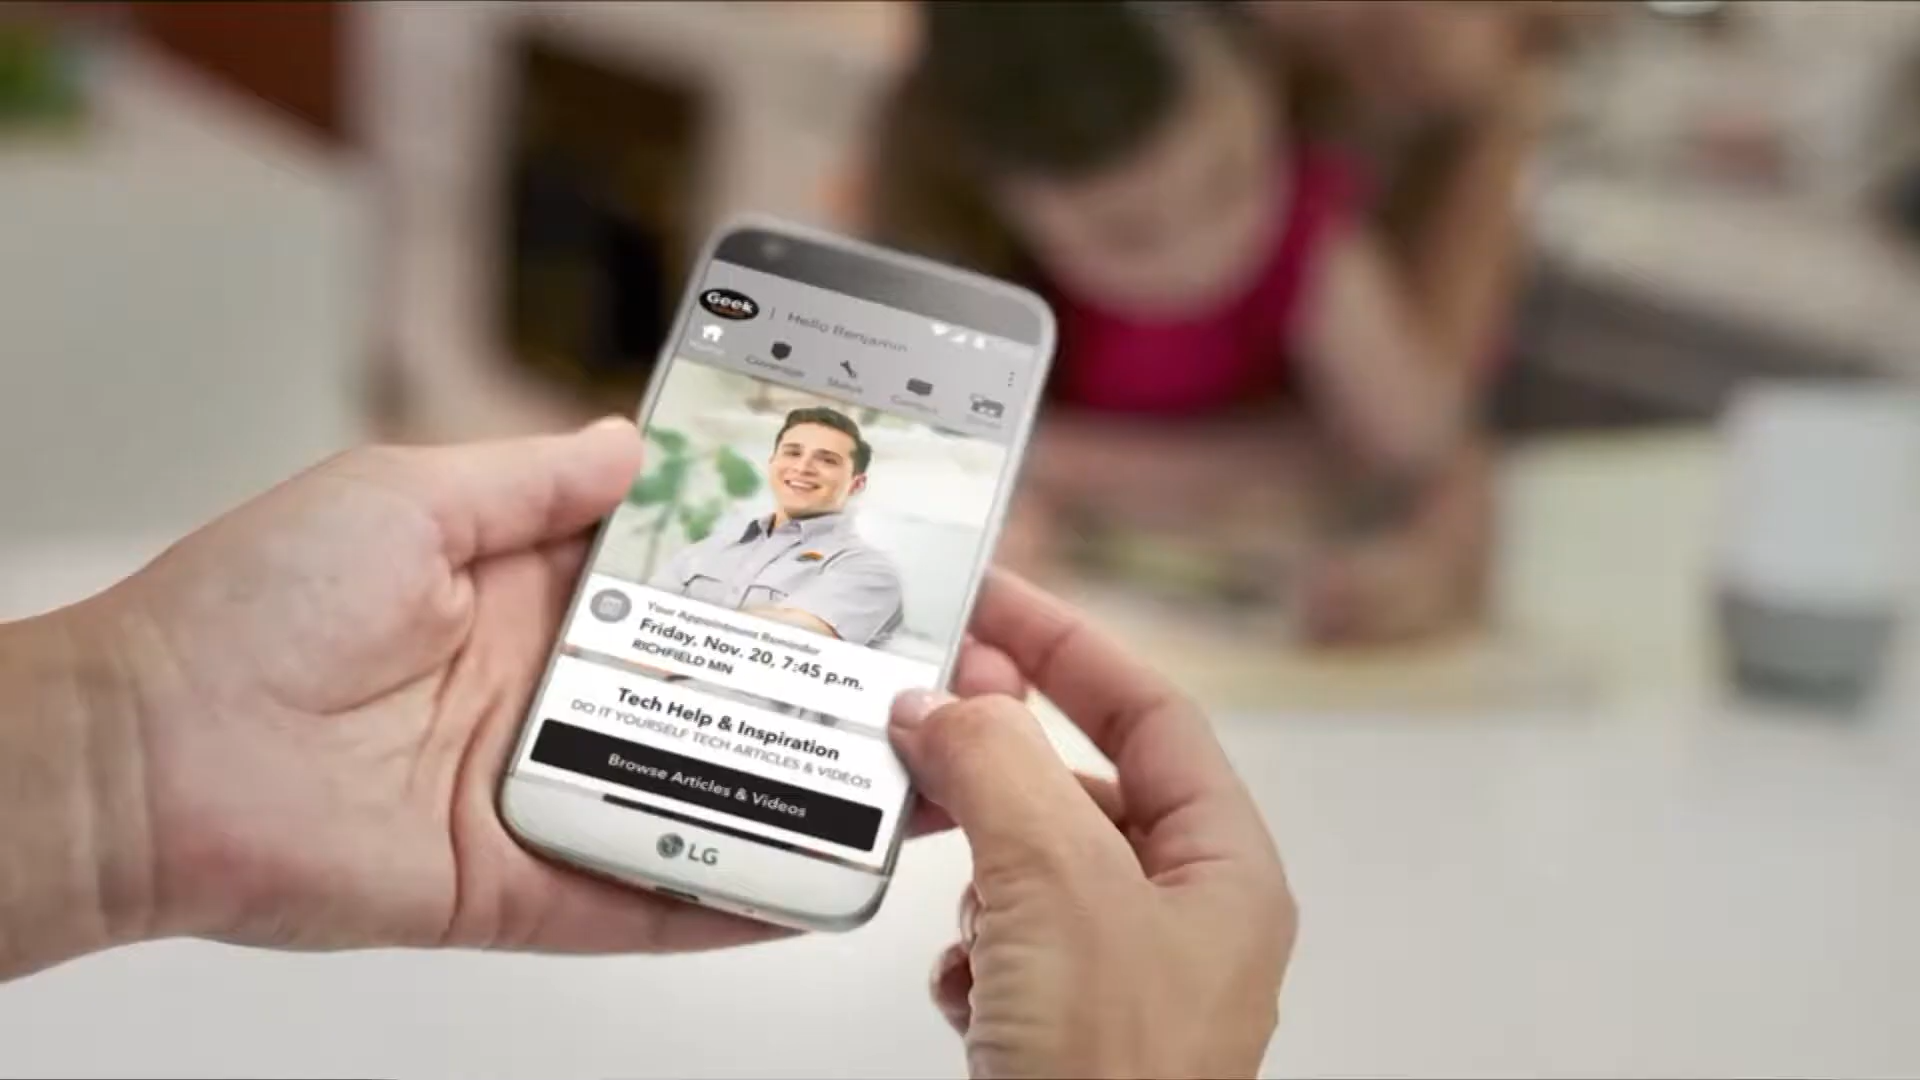 Geek
| Hello Benjamin
Status
Your Appointment Reminder
Friday, Nov. 20, 7:45 p.m.
RICHFIELD MN
Tech Help & Inspiration
DO IT YOURSELF TECH ARTICLES & VIDEOS
Browse Articles & Videos
LG